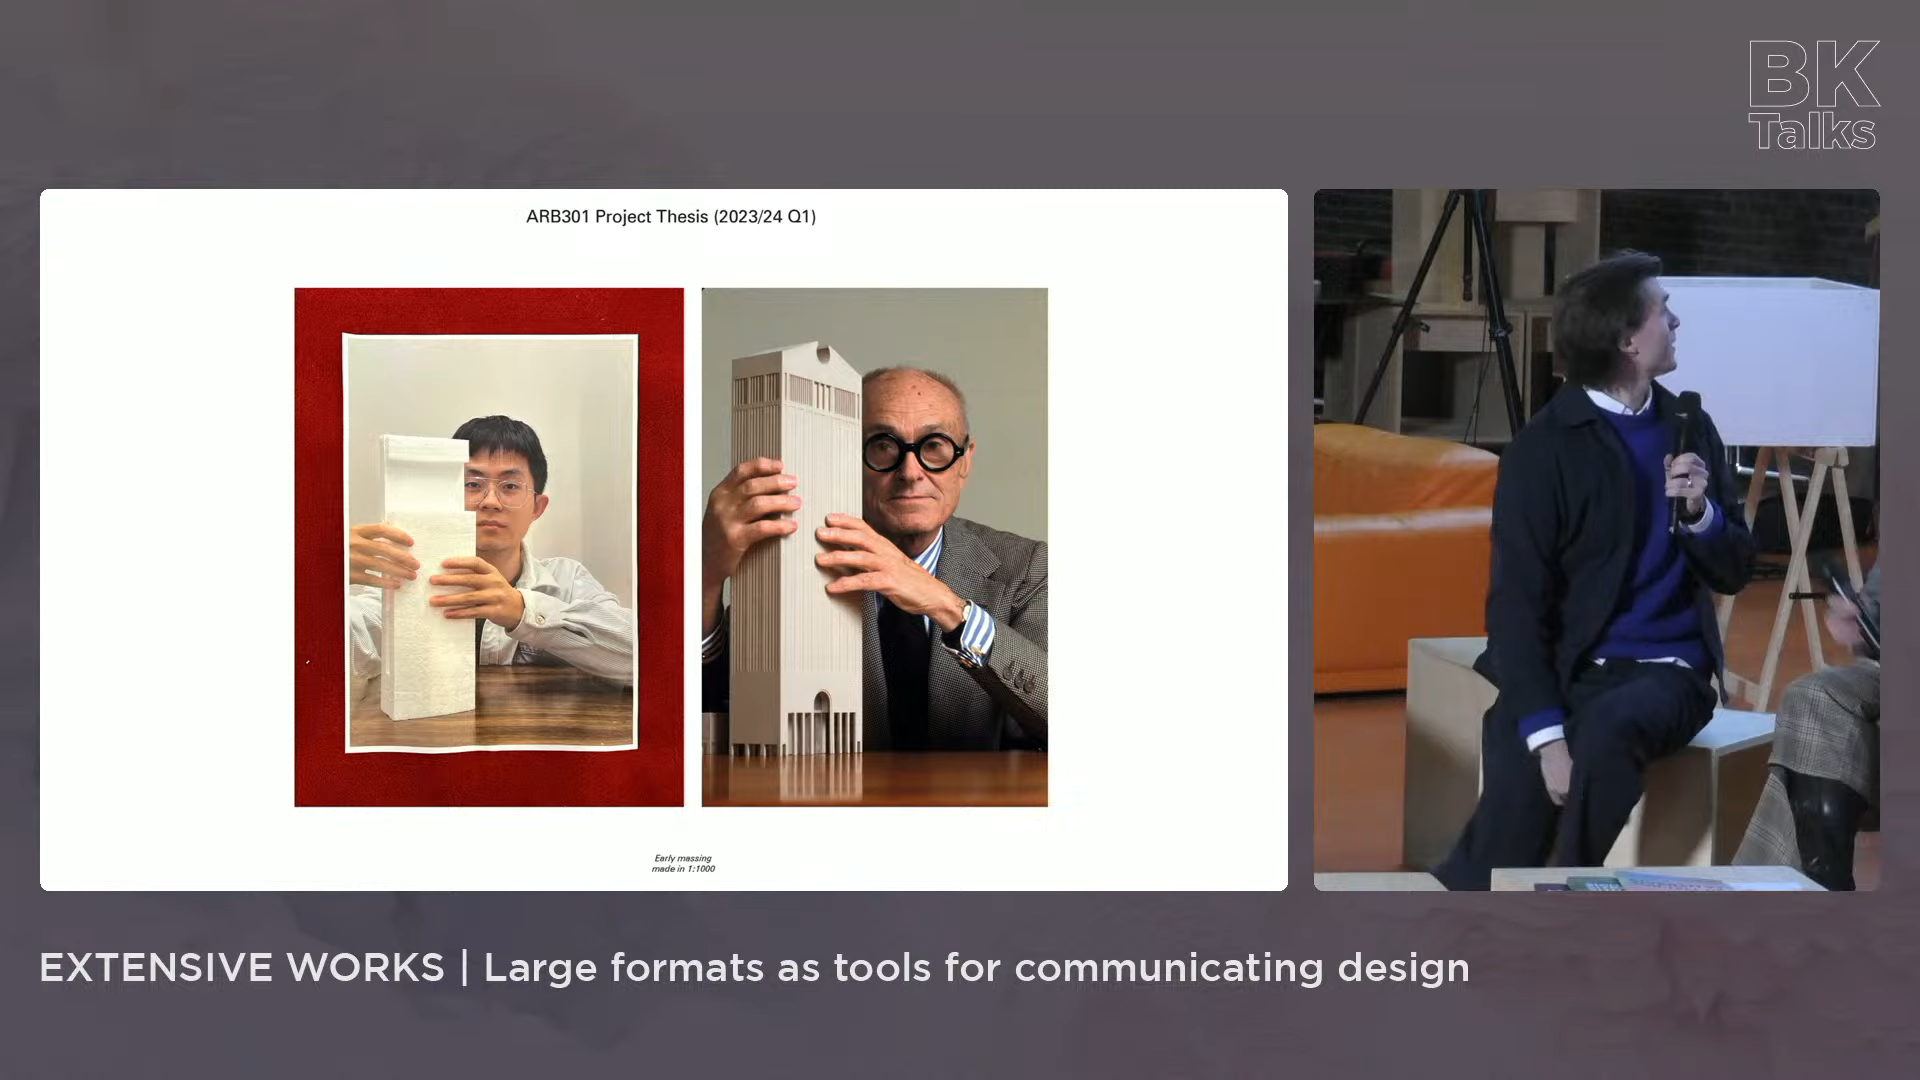 BK
Talks
ARB301 Project Thesis (2023/24 Q1)
Early massing
made in 1:1000
EXTENSIVE WORKS | Large formats as tools for communicating design